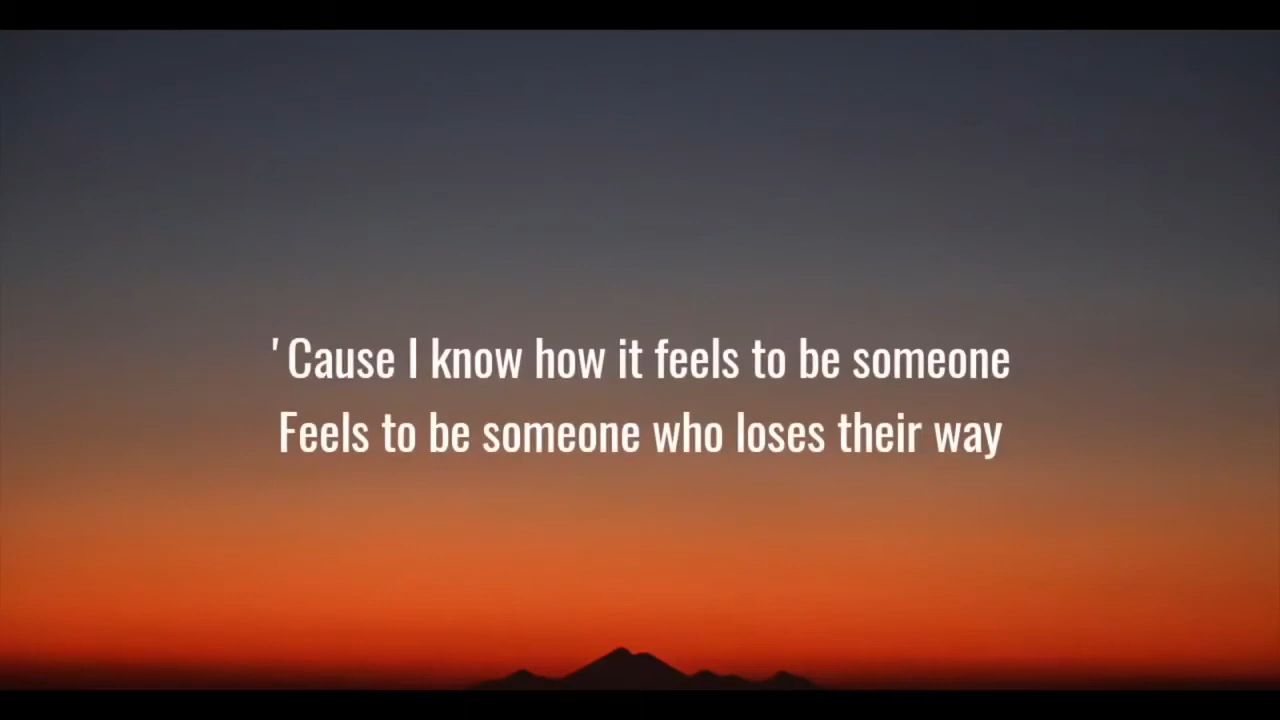 'Cause I know how it feels to be someone
Feels to be someone who loses their way